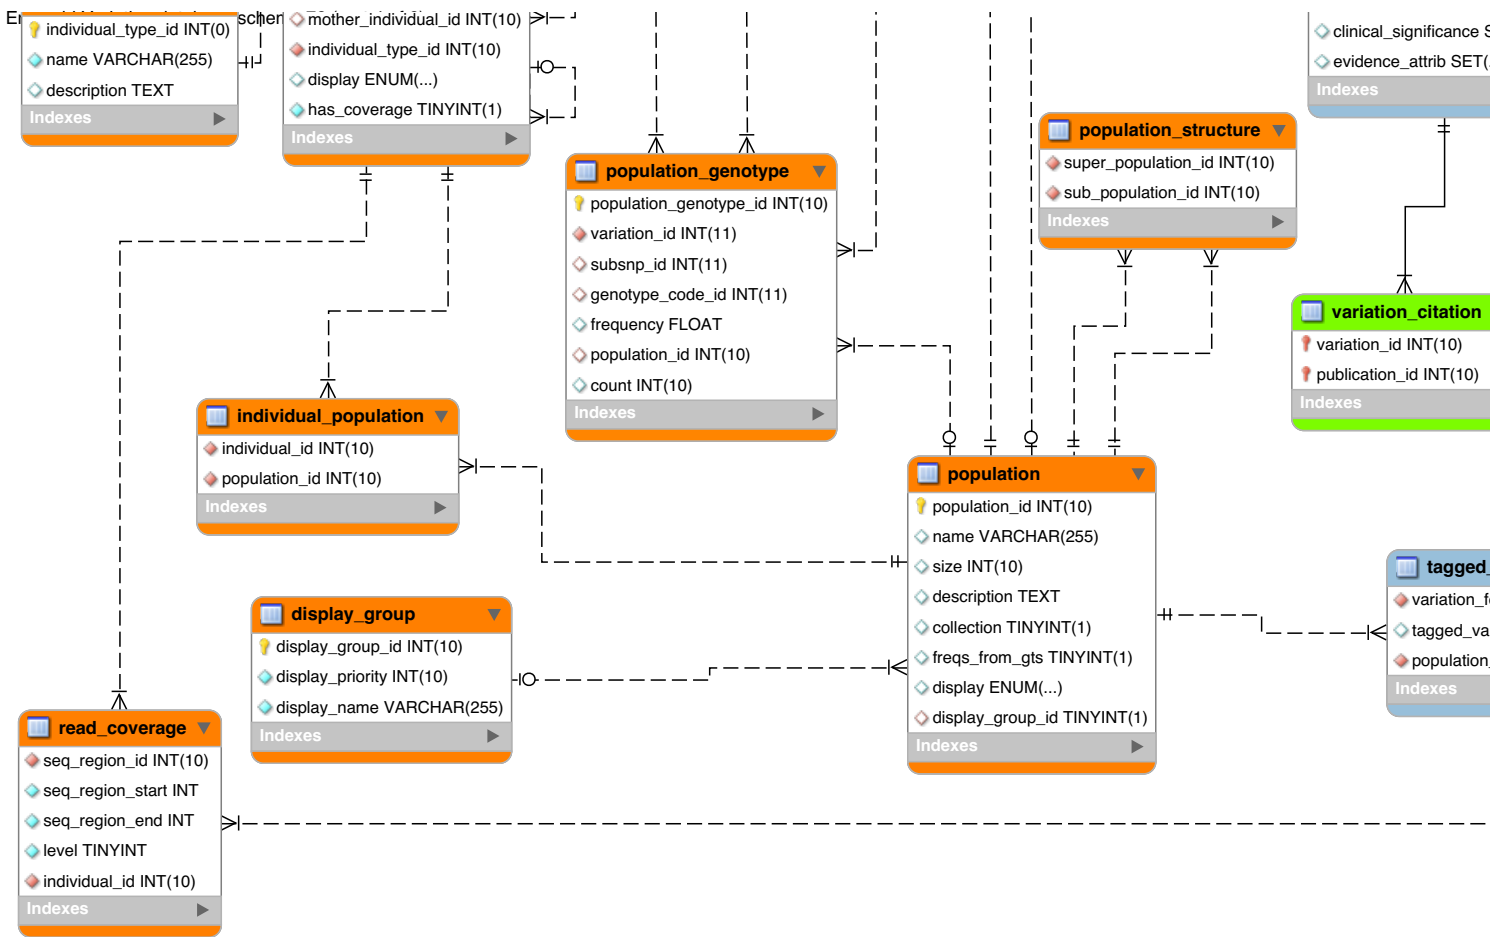 individual_type_id INT(0)
name VARCHAR(255)
description TEXT
Indexes
mother_individual_id INT(10)
individual_type_id INT(10)
display ENUM(...)
has_coverage TINYINT(1)
Indexes
population_genotype
population_genotype_id INT(10)
variation_id INT(11)
subsnp_id INT(11)
genotype_code_id INT(11)
frequency FLOAT
population_id INT(10)
count INT(10)
Indexes
population_structure
super_population_id INT(10)
sub_population_id INT(10)
Indexes
clinical_significance S
evidence_attrib SET(
Indexes
variation_citation
variation_id INT(10)
publication_id INT(10)
Indexes
individual_population
individual_id INT(10)
population_id INT(10)
Indexes
population
population_id INT(10)
name VARCHAR(255)
size INT(10)
description TEXT
collection TINYINT(1)
freqs_from_gts TINYINT(1)
display ENUM(...)
display_group_id TINYINT(1)
Indexes
display_group
display_group_id INT(10)
display_priority INT(10)
display_name VARCHAR(255)
Indexes
tagged_
variation_f
tagged_va
population_
Indexes
read_coverage
seq_region_id INT(10)
seq_region_start INT
seq_region_end INT
level TINYINT
individual_id INT(10)
Indexes